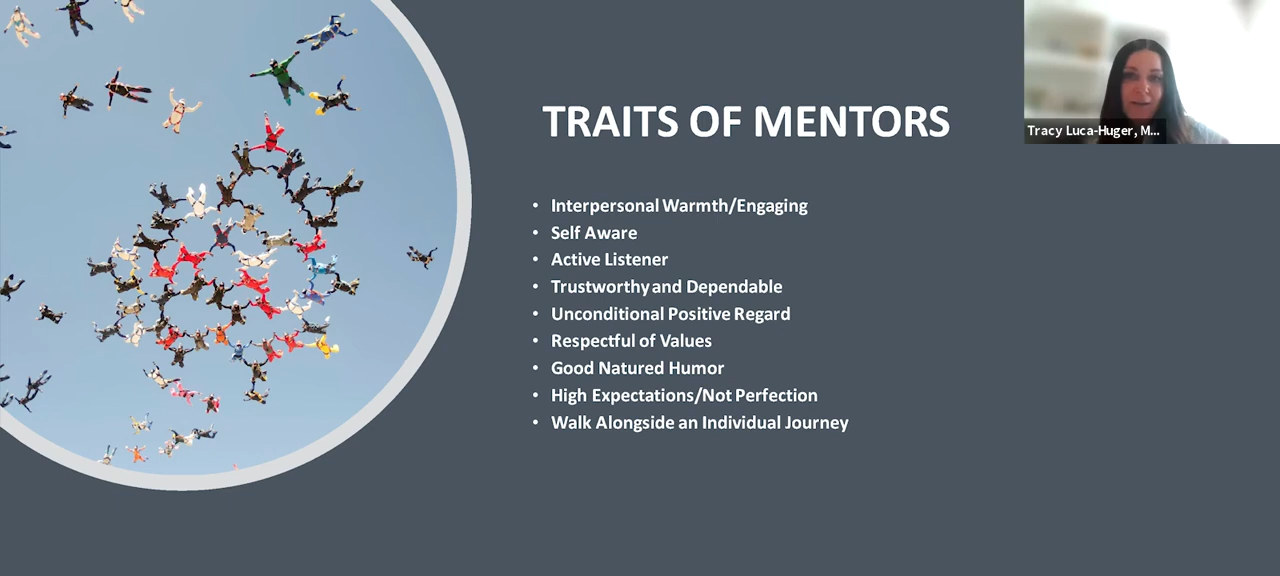 TRAITS OF MENTORS
Tracy Luca-Huger, M...
• Interpersonal Warmth/Engaging
• Self Aware
• Active Listener
• Trustworthy and Dependable
• Unconditional Positive Regard
• Respectful of Values
• Good Natured Humor
• High Expectations/Not Perfection
• Walk Alongside an Individual Journey